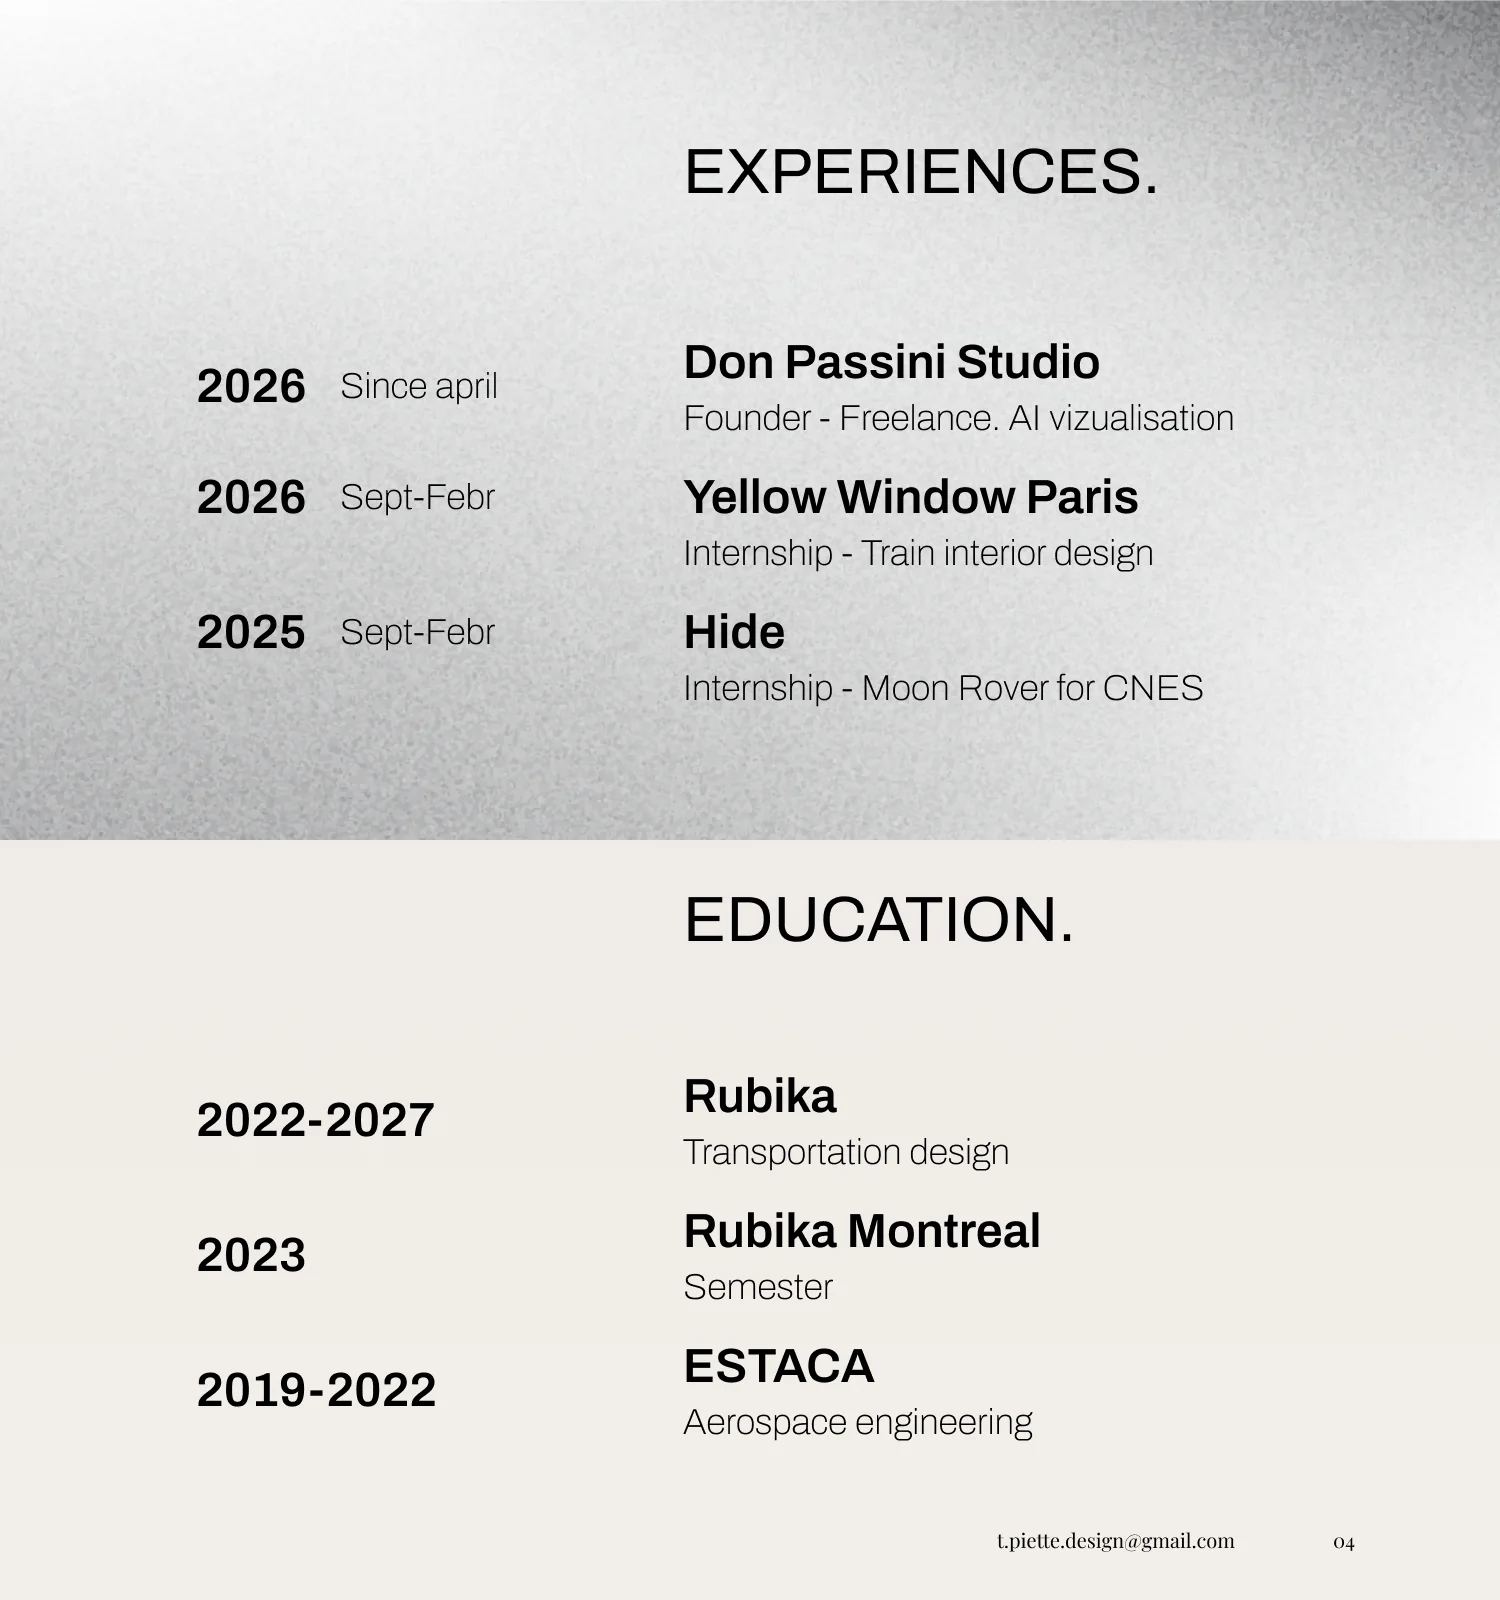 EXPERIENCES.
2026 Since april
Don Passini Studio
Founder - Freelance. AI vizualisation
2026 Sept-Febr
Yellow Window Paris
Internship - Train interior design
2025 Sept-Febr
Hide
Internship - Moon Rover for CNES
EDUCATION.
2022-2027
Rubika
Transportation design
2023
Rubika Montreal
Semester
2019-2022
ESTACA
Aerospace engineering
t.piette.design@gmail.com 04